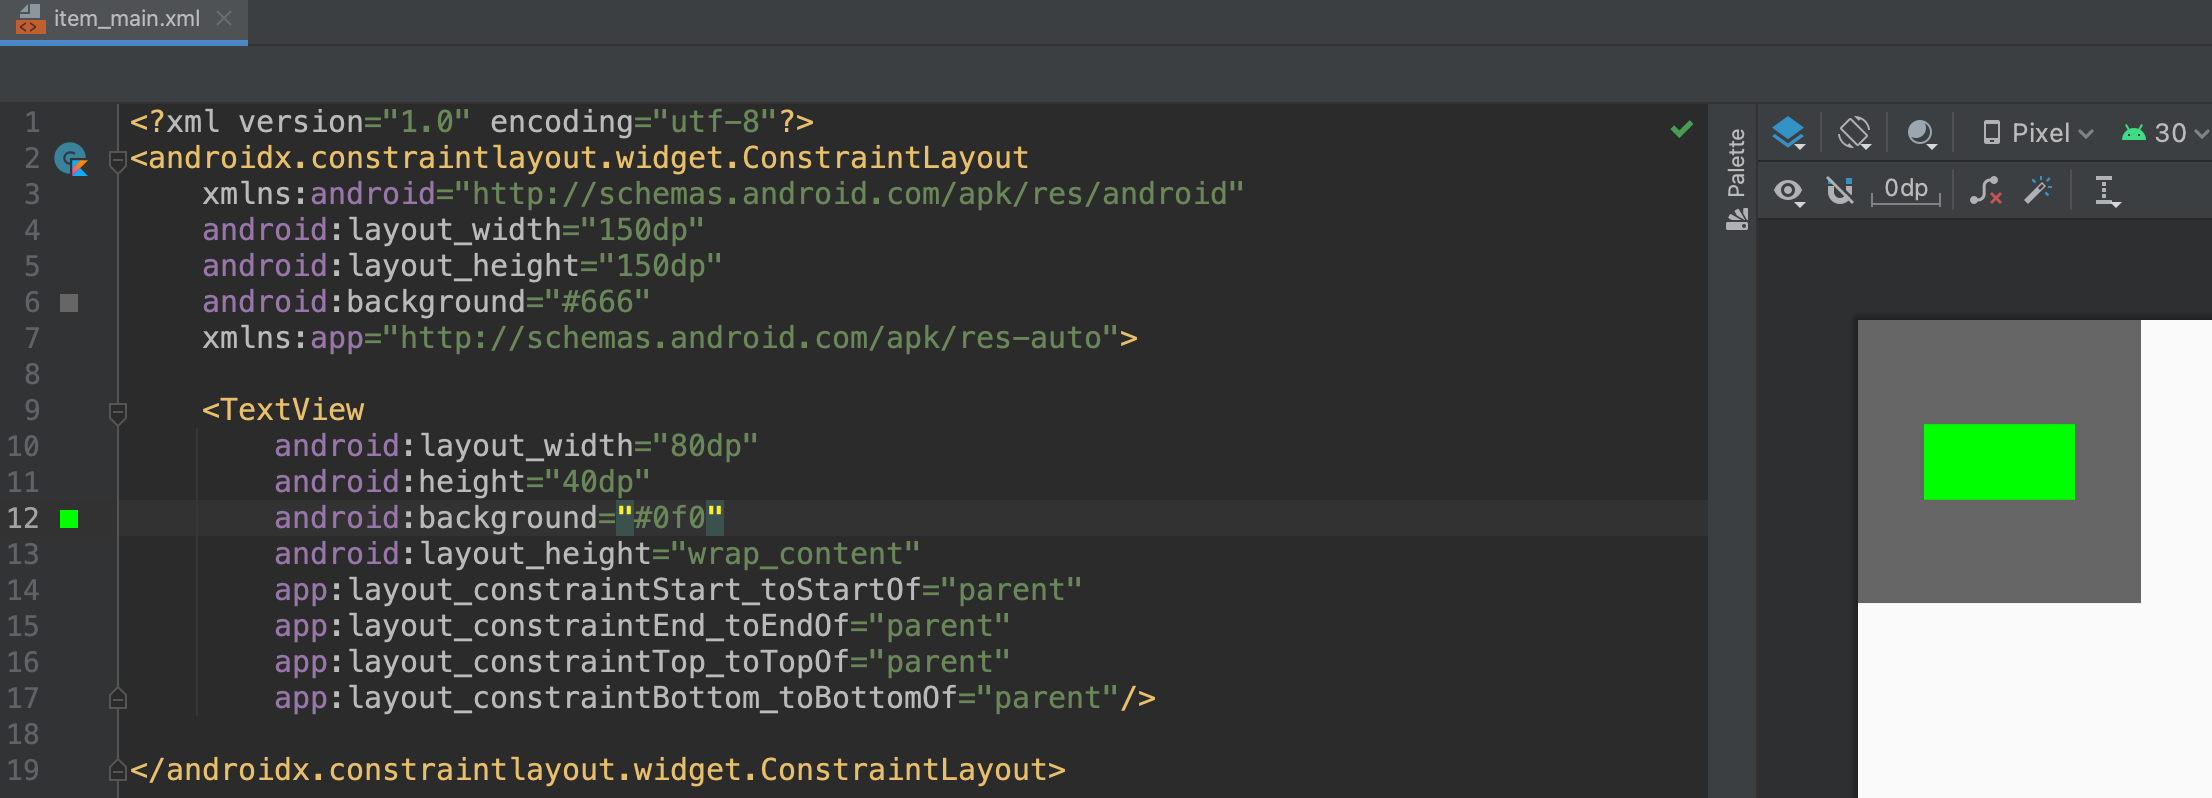 item_main.xml
1 <?xml version="1.0" encoding="utf-8"?>
2 <androidx.constraintlayout.widget.ConstraintLayout
3 xmlns:android="http://schemas.android.com/apk/res/android"
4 android:layout_width="150dp"
5 android:layout_height="150dp"
6 android:background="#666"
7 xmlns:app="http://schemas.android.com/apk/res-auto">
8
9 <TextView
10 android:layout_width="80dp"
11 android:height="40dp"
12 android:background="#0f0"
13 android:layout_height="wrap_content"
14 app:layout_constraintStart_toStartOf="parent"
15 app:layout_constraintEnd_toEndOf="parent"
16 app:layout_constraintTop_toTopOf="parent"
17 app:layout_constraintBottom_toBottomOf="parent"/>
18
19 </androidx.constraintlayout.widget.ConstraintLayout>
Palette
Pixel 30
0dp